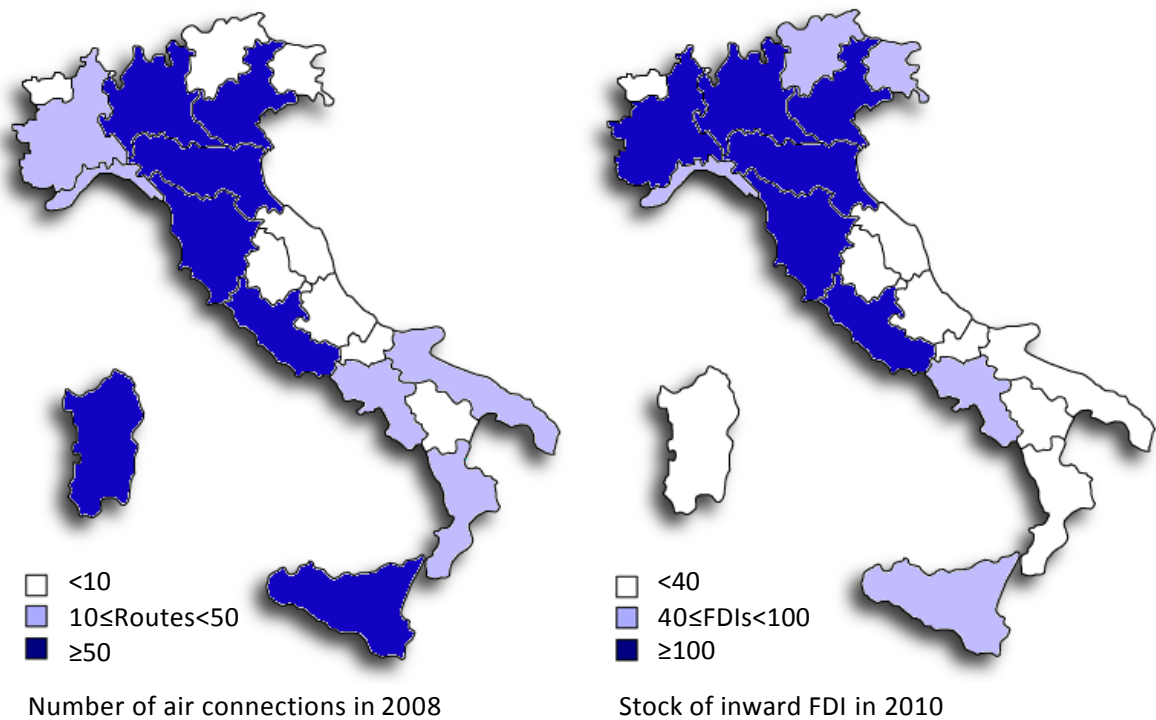 <10
10≤Routes<50
≥50
Number of air connections in 2008
<40
40≤FDIs<100
≥100
Stock of inward FDI in 2010